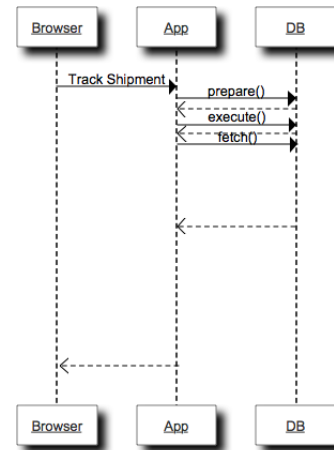 Browser
App
DB
Track Shipment
prepare()
execute()
fetch()
Browser
App
DB